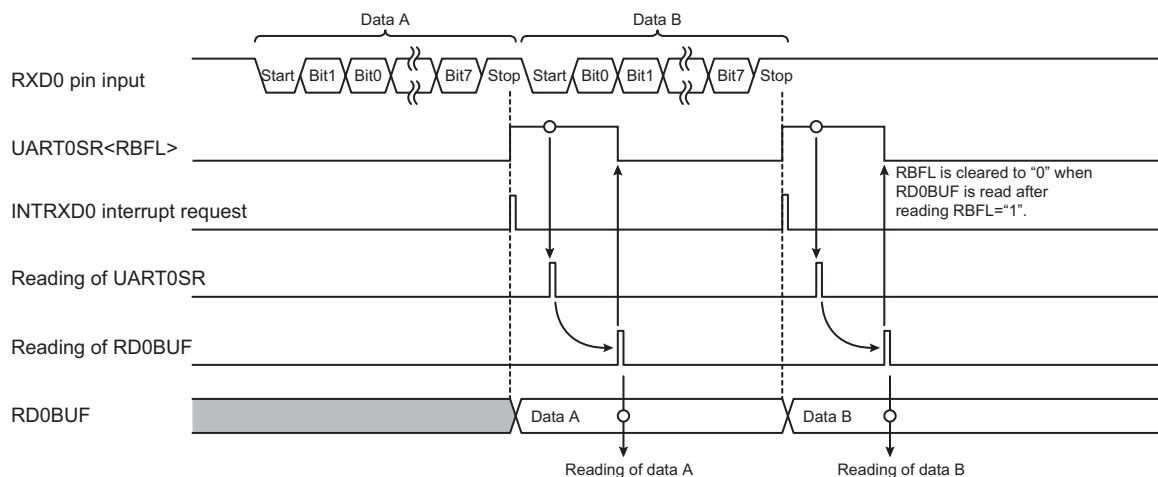 Data A Data B
RXD0 pin input Start Bit1 Bit0 Bit7 Stop Start Bit0 Bit1 Bit7 Stop
UART0SR<RBFL>
RBFL is cleared to “0” when
RD0BUF is read after
reading RBFL=“1”.
INTRXD0 interrupt request
Reading of UART0SR
Reading of RD0BUF
RD0BUF Data A Data B
Reading of data A Reading of data B